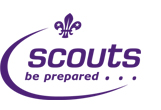 scouts
be prepared . . .